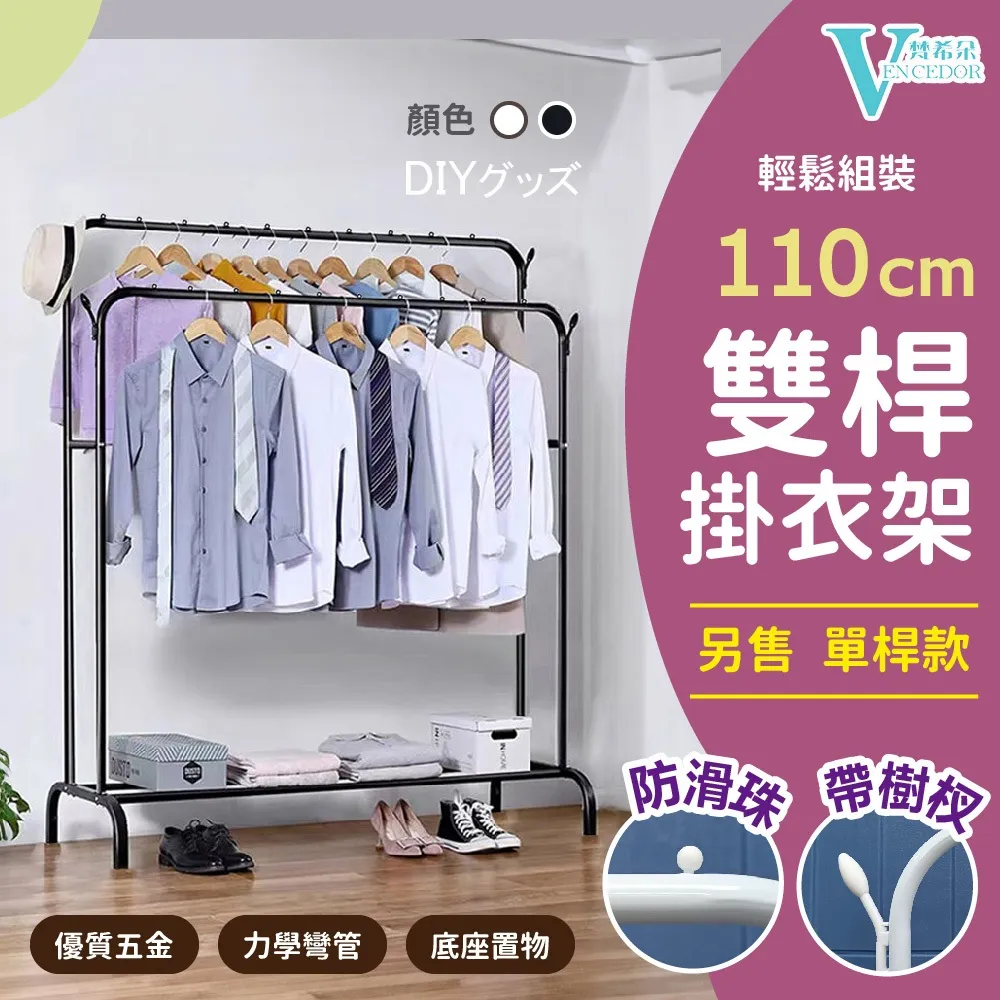 梵希朵
VENCEDOR
顏色
DIYグッズ
輕鬆組裝
110cm
雙桿
掛衣架
另售 單桿款
防滑珠
帶樹杈
DUSTO
優質五金
力學彎管
底座置物